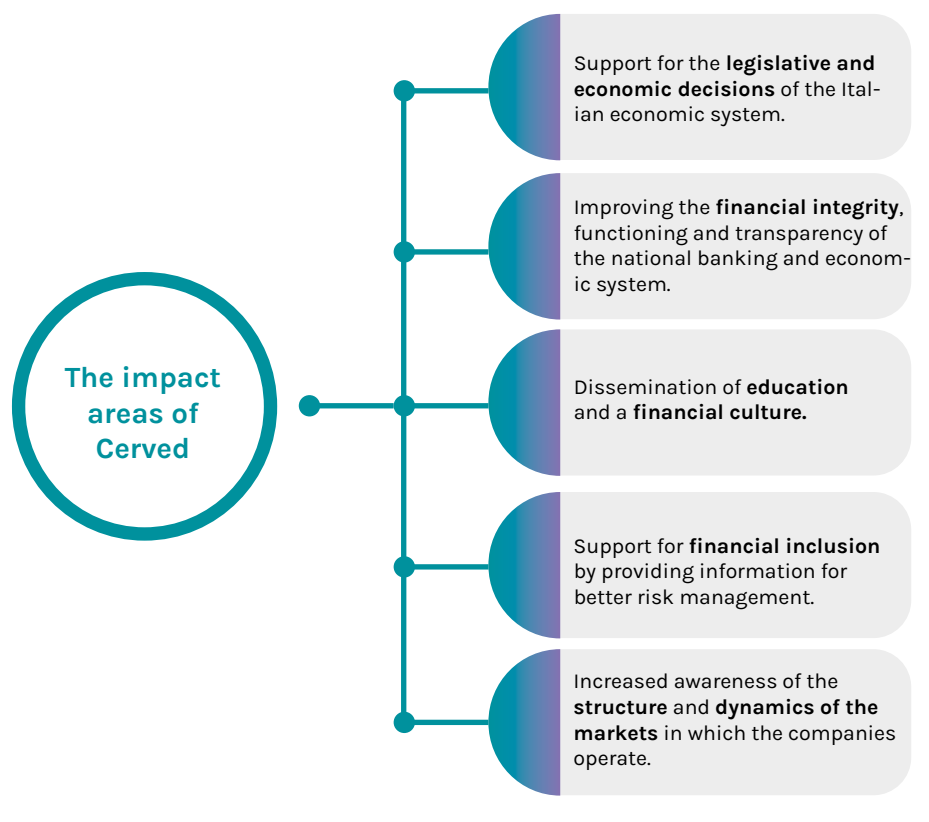 The impact
areas of
Cerved
Support for the legislative and
economic decisions of the Ital-
ian economic system.
Improving the financial integrity,
functioning and transparency of
the national banking and econom-
ic system.
Dissemination of education
and a financial culture.
Support for financial inclusion
by providing information for
better risk management.
Increased awareness of the
structure and dynamics of the
markets in which the companies
operate.